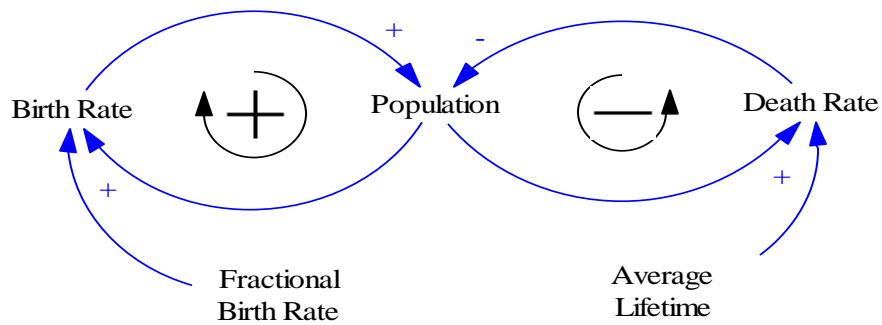 +
-
Birth Rate
+
Population
−
Death Rate
+
+
Fractional
Birth Rate
Average
Lifetime